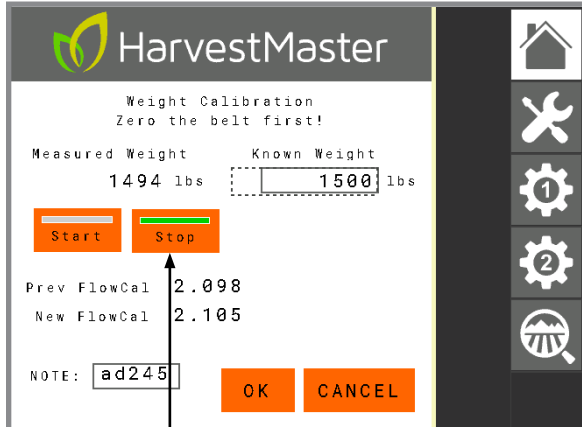 HarvestMaster
Weight Calibration
Zero the belt first!
Measured Weight Known Weight
1494 lbs 1500 lbs
Start Stop
Prev FlowCal 2.098
New FlowCal 2.105
NOTE: ad245 OK CANCEL
1
2